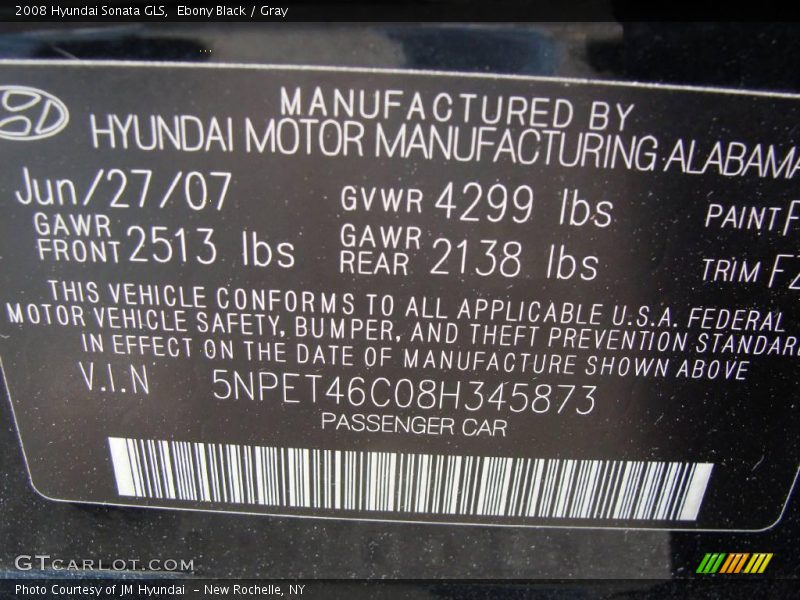 2008 Hyundai Sonata GLS, Ebony Black / Gray
MANUFACTURED BY
HYUNDAI MOTOR MANUFACTURING ALABAMA
Jun/27/07 GVWR 4299 lbs PAINT
GAWR FRONT 2513 lbs GAWR REAR 2138 lbs TRIM
THIS VEHICLE CONFORMS TO ALL APPLICABLE U.S.A. FEDERAL
MOTOR VEHICLE SAFETY, BUMPER, AND THEFT PREVENTION STANDARD
IN EFFECT ON THE DATE OF MANUFACTURE SHOWN ABOVE
V.I.N 5NPET46C08H345873
PASSENGER CAR
GTCARLOT.COM
Photo Courtesy of JM Hyundai - New Rochelle, NY